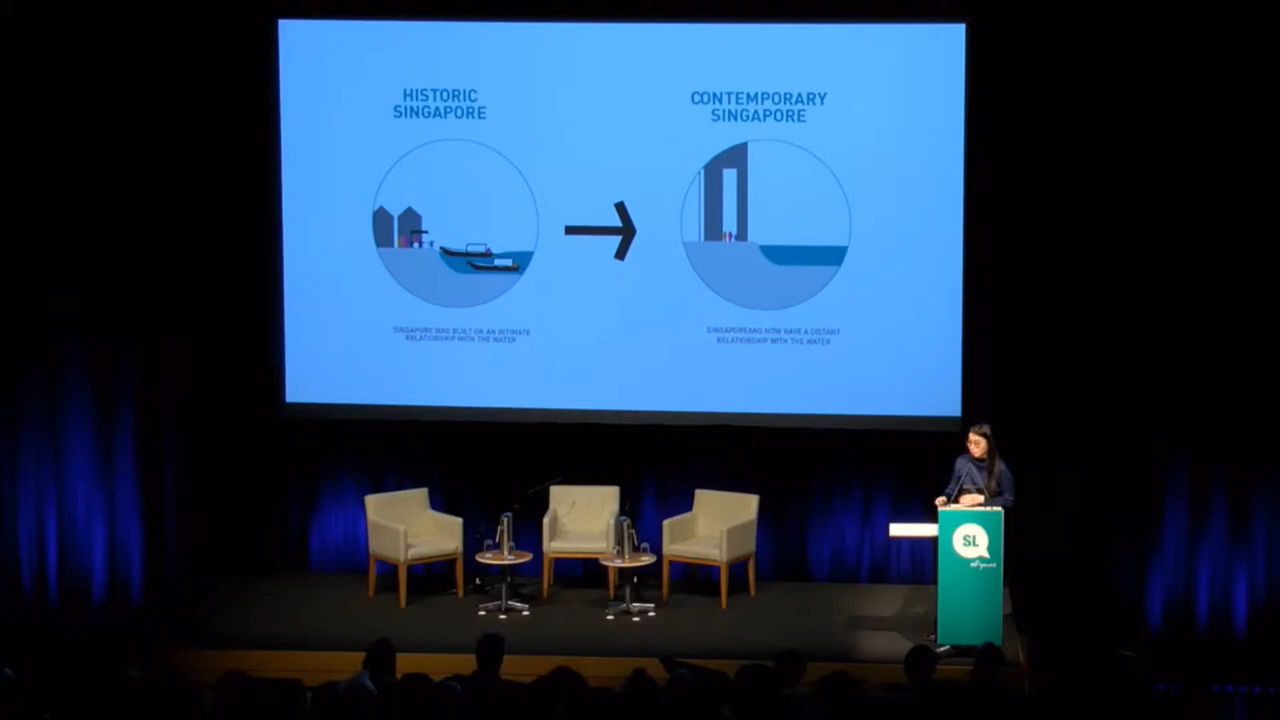 HISTORIC
SINGAPORE
CONTEMPORARY
SINGAPORE
SINGAPORE WAS BUILT ON AN INTIMATE
RELATIONSHIP WITH THE WATER
SINGAPOREANS NOW HAVE A DISTANT
RELATIONSHIP WITH THE WATER
SL